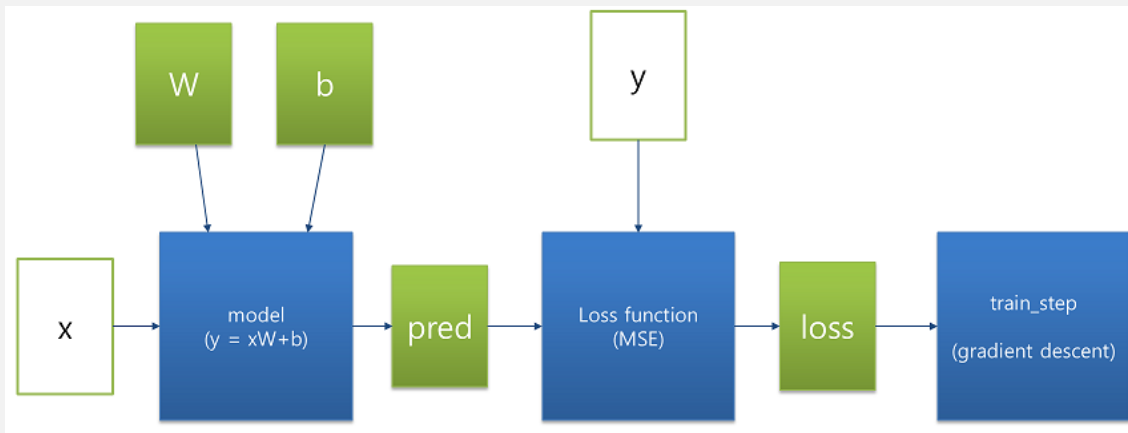 W
b
y
x
model
(y = xW+b)
pred
Loss function
(MSE)
loss
train_step
(gradient descent)